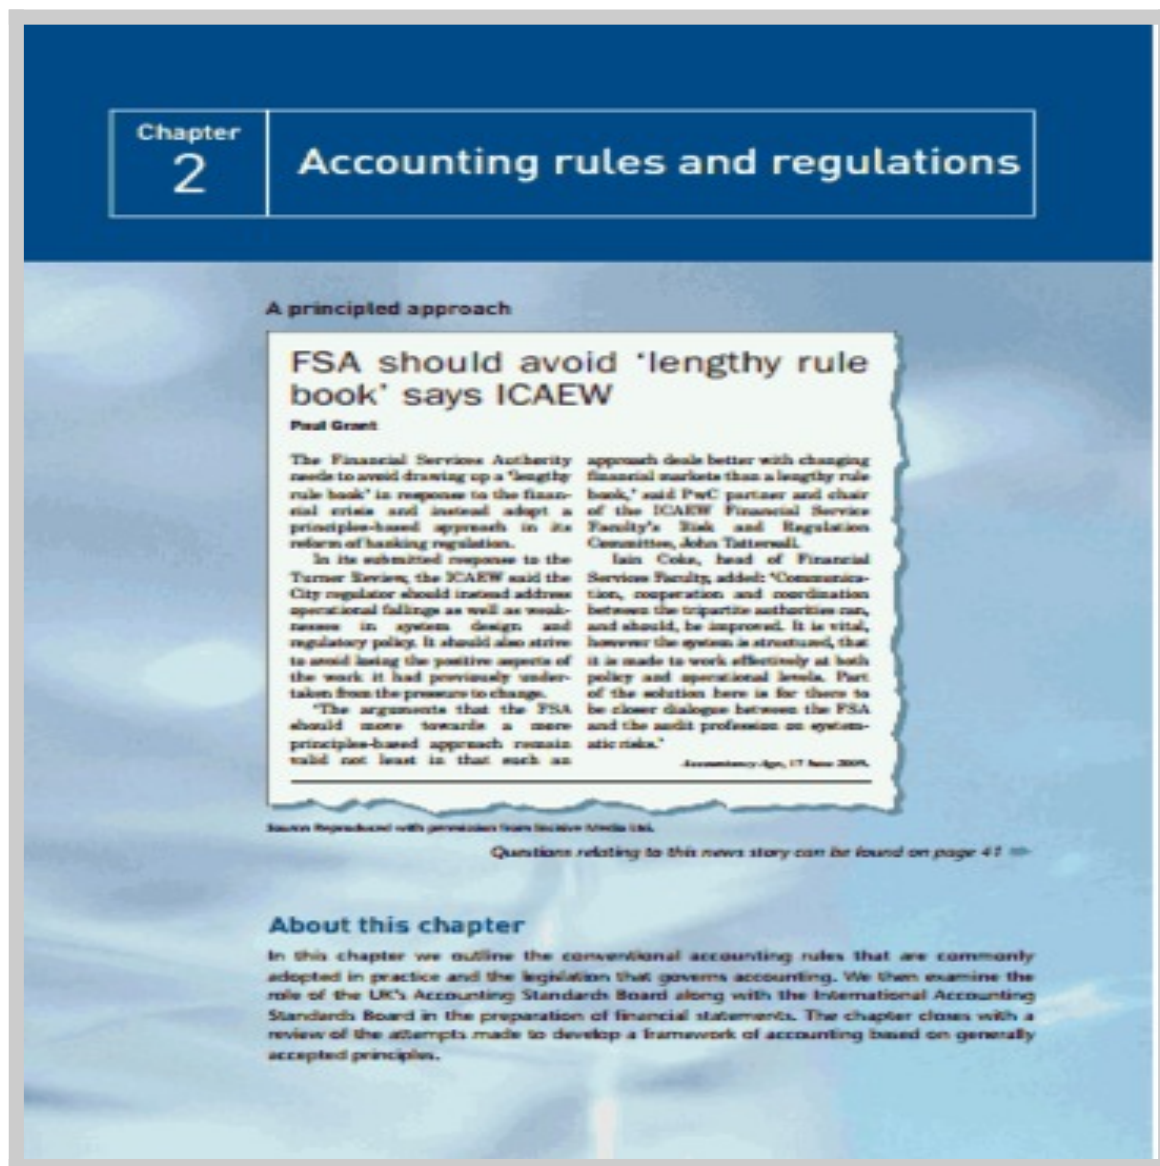 Chapter
2
Accounting rules and regulations
A principled approach
FSA should avoid ‘lengthy rule
book’ says ICAEW
Paul Grant
The Financial Services Authority
needs to avoid drawing up a ‘lengthy
rule book’ in response to the finan-
cial crisis and instead adopt a
principles-based approach in its
reform of banking regulation.
In its submitted response to the
Turner Review, the ICAEW said the
City regulator should instead address
operational failings as well as weak-
nesses in system design and
regulatory policy. It should also strive
to avoid losing the positive aspects of
the work it had previously under-
taken from the pressure to change.
‘The arguments that the FSA
should move towards a more
principles-based approach remain
valid not least in that such an
approach deals better with changing
financial markets than a lengthy rule
book,’ said PwC partner and chair
of the ICAEW Financial Service
Faculty’s Risk and Regulation
Committee, John Tattersall.
Iain Coke, head of Financial
Services Faculty, added: ‘Communica-
tion, cooperation and coordination
between the tripartite authorities can,
and should, be improved. It is vital,
however the system is structured, that
it is made to work effectively at both
policy and operational levels. Part
of the solution here is for there to
be closer dialogue between the FSA
and the audit profession on system-
atic risks.’
Accountancy Age, 17 June 2009.
Source: Reproduced with permission from Incisive Media Ltd.
Questions relating to this news story can be found on page 41
About this chapter
In this chapter we outline the conventional accounting rules that are commonly
adopted in practice and the legislation that governs accounting. We then examine the
role of the UK’s Accounting Standards Board along with the International Accounting
Standards Board in the preparation of financial statements. The chapter closes with a
review of the attempts made to develop a framework of accounting based on generally
accepted principles.